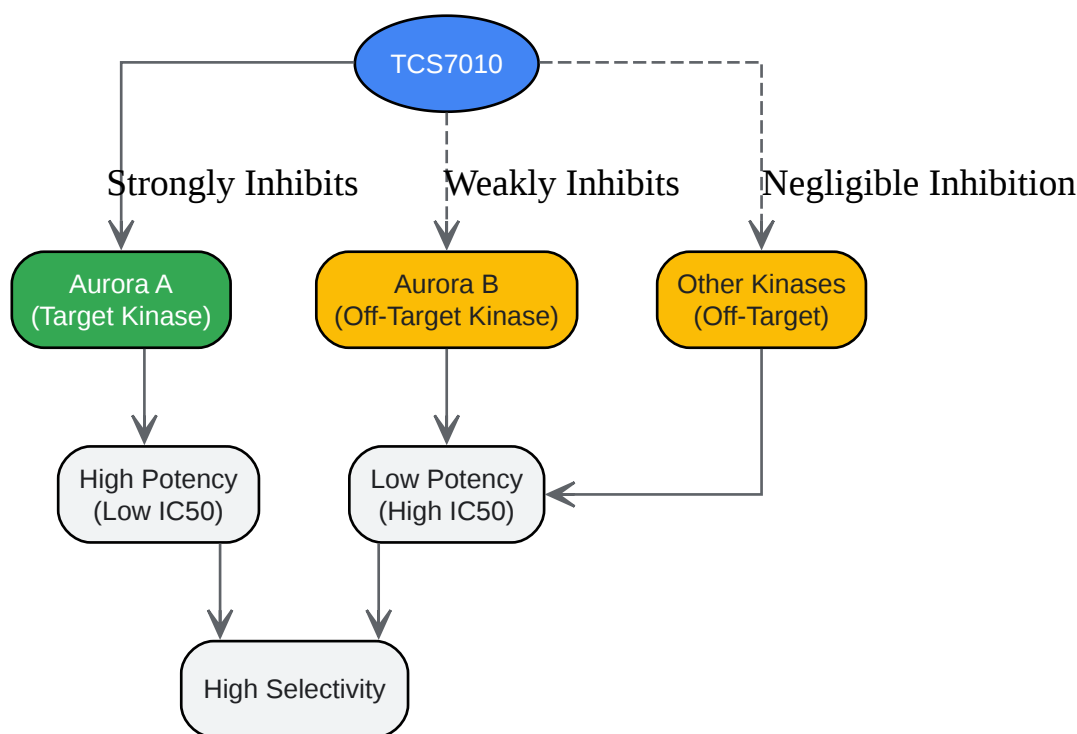 TCS7010
Strongly Inhibits
Weakly Inhibits
Negligible Inhibition
Aurora A
(Target Kinase)
Aurora B
(Off-Target Kinase)
Other Kinases
(Off-Target)
High Potency
(Low IC50)
Low Potency
(High IC50)
High Selectivity